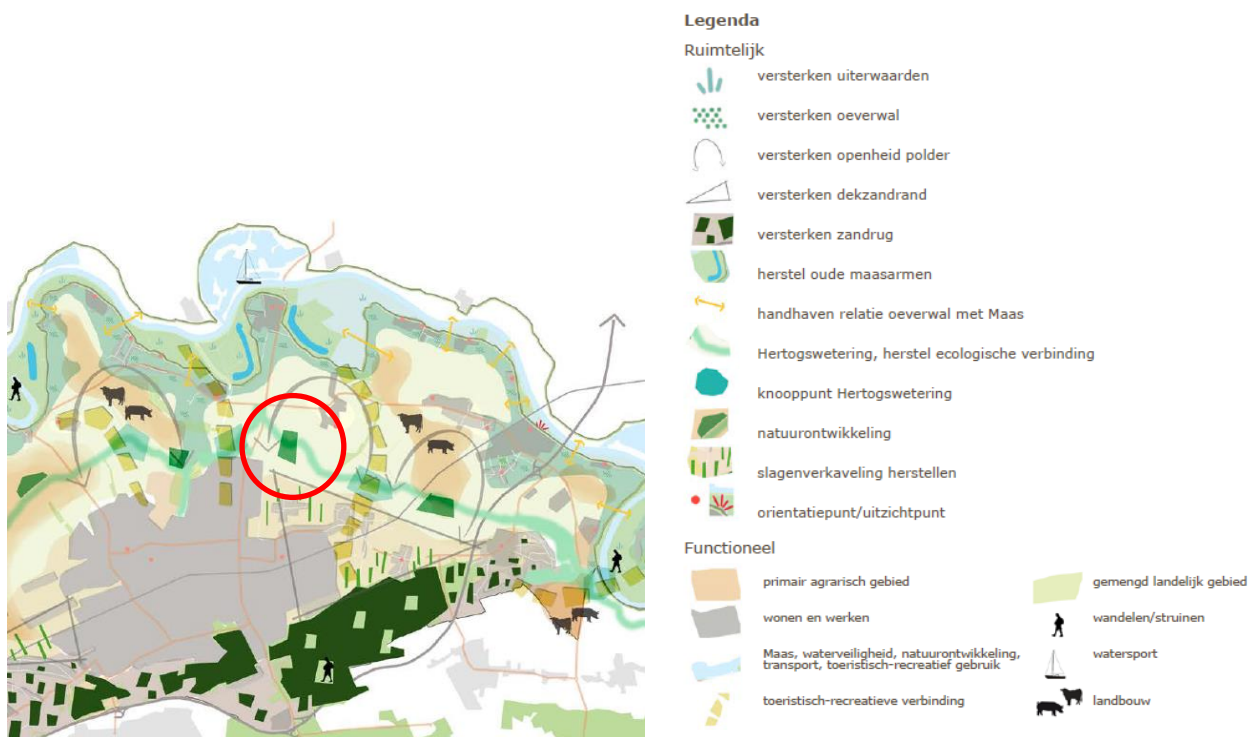 Legenda
Ruimtelijk
versterken uiterwaarden
versterken oeverwal
versterken openheid polder
versterken dekzandrand
versterken zandrug
herstel oude maasarmen
handhaven relatie oeverwal met Maas
Hertogswetering, herstel ecologische verbinding
knooppunt Hertogswetering
natuurontwikkeling
slagenverkaveling herstellen
orientatiepunt/uitzichtpunt
Functioneel
primair agrarisch gebied
wonen en werken
Maas, waterveiligheid, natuurontwikkeling,
transport, toeristisch-recreatief gebruik
toeristisch-recreatieve verbinding
gemengd landelijk gebied
wandelen/struinen
watersport
landbouw